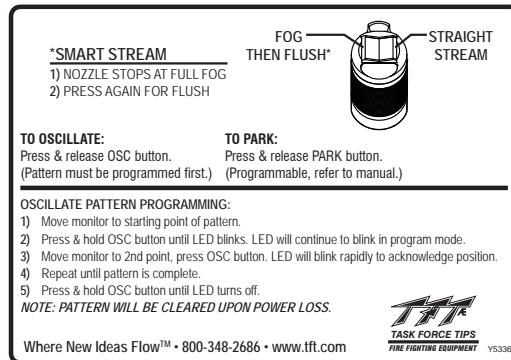 FOG
THEN FLUSH*
STRAIGHT
STREAM
*SMART STREAM
1) NOZZLE STOPS AT FULL FOG
2) PRESS AGAIN FOR FLUSH
TO OSCILLATE:
Press & release OSC button.
(Pattern must be programmed first.)
TO PARK:
Press & release PARK button.
(Programmable, refer to manual.)
OSCILLATE PATTERN PROGRAMMING:
1) Move monitor to starting point of pattern.
2) Press & hold OSC button until LED blinks. LED will continue to blink in program mode.
3) Move monitor to 2nd point, press OSC button. LED will blink rapidly to acknowledge position.
4) Repeat until pattern is complete.
5) Press & hold OSC button until LED turns off.
NOTE: PATTERN WILL BE CLEARED UPON POWER LOSS.
Where New Ideas Flow™ • 800-348-2686 • www.tft.com
TFT
Æ
TASK FORCE TIPS
FIRE FIGHTING EQUIPMENT
Y5336